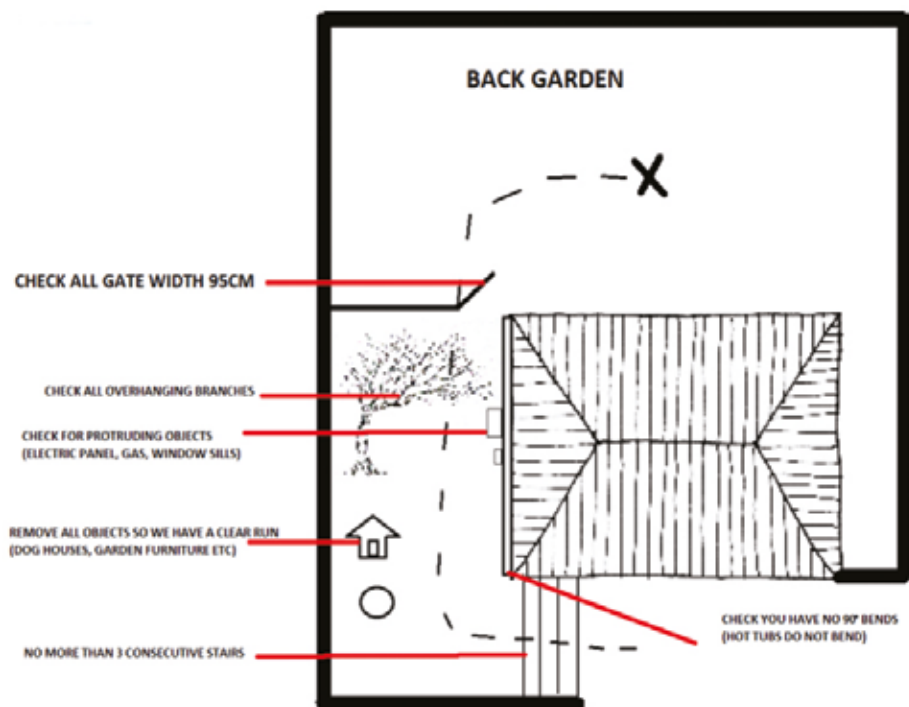 BACK GARDEN
CHECK ALL GATE WIDTH 95CM
CHECK ALL OVERHANGING BRANCHES
CHECK FOR PROTRUDING OBJECTS
(ELECTRIC PANEL, GAS, WINDOW SILLS)
REMOVE ALL OBJECTS SO WE HAVE A CLEAR RUN
(DOG HOUSES, GARDEN FURNITURE ETC)
CHECK YOU HAVE NO 90° BENDS
(HOT TUBS DO NOT BEND)
NO MORE THAN 3 CONSECUTIVE STAIRS